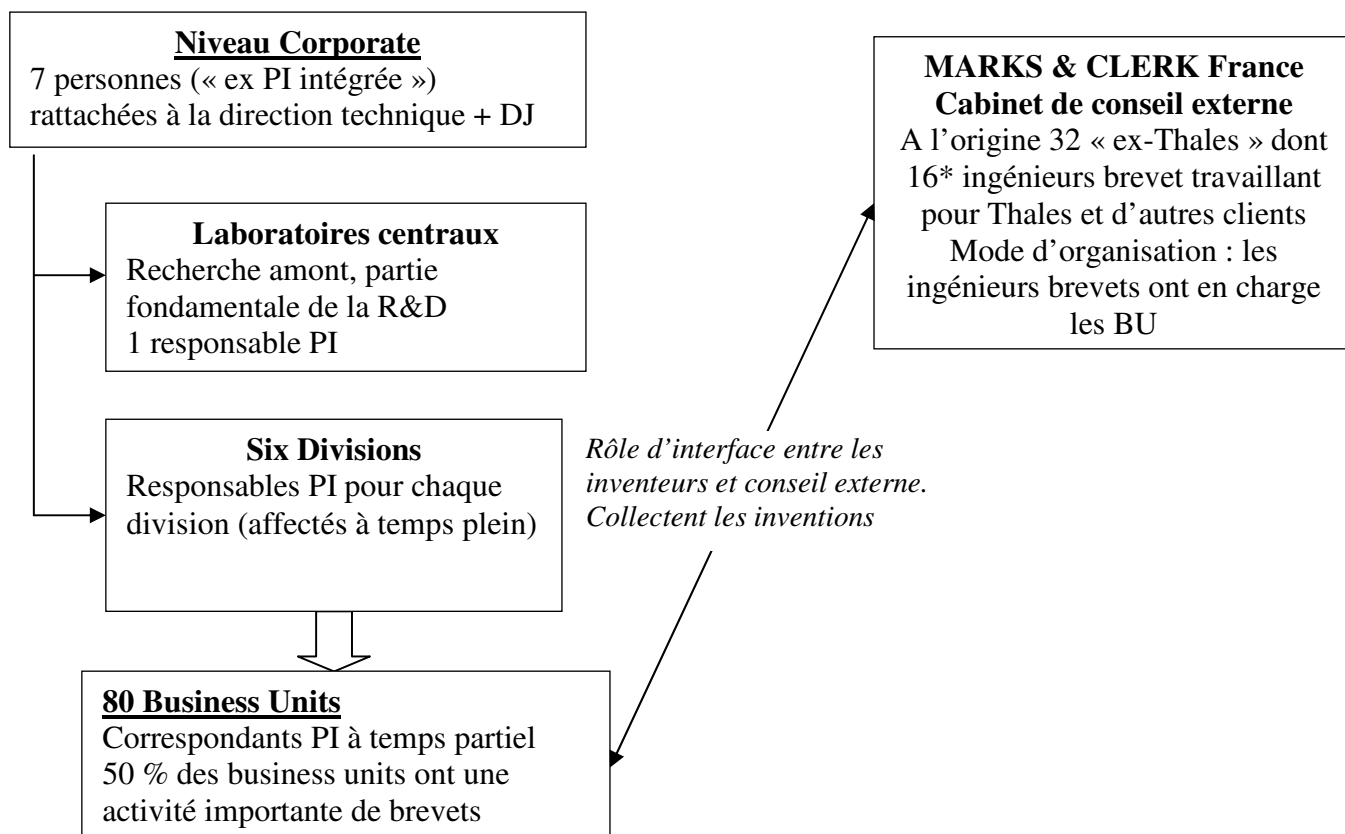 Niveau Corporate
7 personnes (« ex PI intégrée »)
rattachées à la direction technique + DJ
Laboratoires centraux
Recherche amont, partie
fondamentale de la R&D
1 responsable PI
Six Divisions
Responsables PI pour chaque
division (affectés à temps plein)
80 Business Units
Correspondants PI à temps partiel
50 % des business units ont une
activité importante de brevets
Rôle d’interface entre les
inventeurs et conseil externe.
Collectent les inventions
MARKS & CLERK France
Cabinet de conseil externe
A l’origine 32 « ex-Thales » dont
16* ingénieurs brevet travaillant
pour Thales et d’autres clients
Mode d’organisation : les
ingénieurs brevets ont en charge
les BU